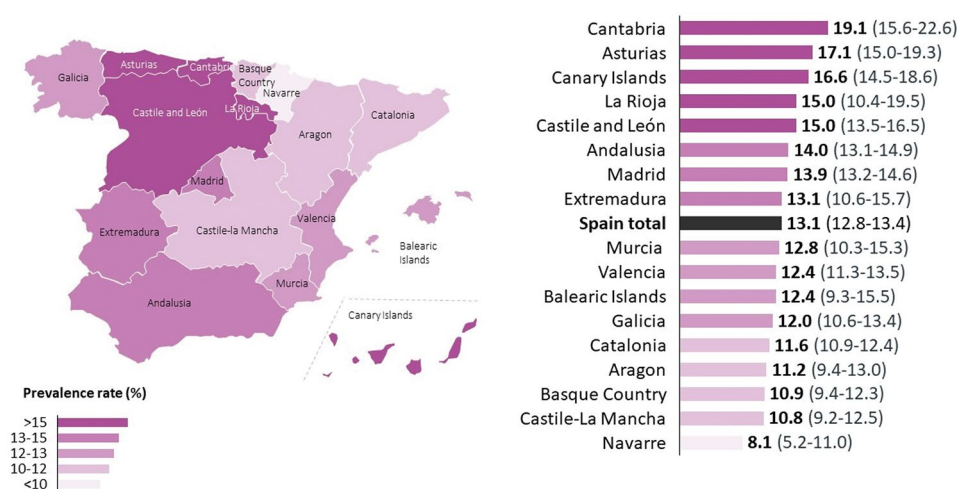 Asturias
Cantabria
Basque
Country
Navarre
Galicia
Castile and León
La Rioja
Catalonia
Aragon
Madrid
Valencia
Extremadura
Castile-la Mancha
Balearic
Islands
Murcia
Andalusia
Canary Islands
Prevalence rate (%)
>15
13-15
12-13
10-12
<10
Cantabria 19.1 (15.6-22.6)
Asturias 17.1 (15.0-19.3)
Canary Islands 16.6 (14.5-18.6)
La Rioja 15.0 (10.4-19.5)
Castile and León 15.0 (13.5-16.5)
Andalusia 14.0 (13.1-14.9)
Madrid 13.9 (13.2-14.6)
Extremadura 13.1 (10.6-15.7)
Spain total 13.1 (12.8-13.4)
Murcia 12.8 (10.3-15.3)
Valencia 12.4 (11.3-13.5)
Balearic Islands 12.4 (9.3-15.5)
Galicia 12.0 (10.6-13.4)
Catalonia 11.6 (10.9-12.4)
Aragon 11.2 (9.4-13.0)
Basque Country 10.9 (9.4-12.3)
Castile-La Mancha 10.8 (9.2-12.5)
Navarre 8.1 (5.2-11.0)